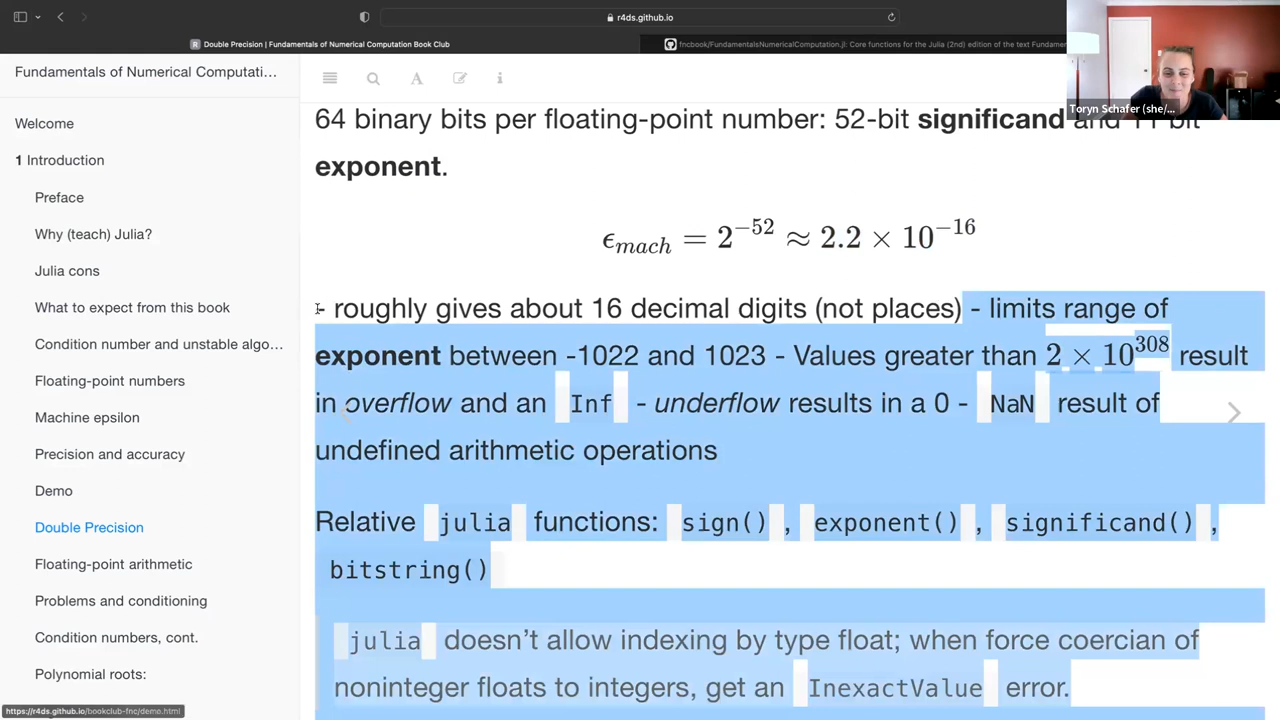 r4ds.github.io
Double Precision | Fundamentals of Numerical Computation Book Club
fncbook/FundamentalsNumericalComputation.jl: Core functions for the Julia (2nd) edition of the text Fundamen
Toryn Schafer (she/...
Fundamentals of Numerical Computati...
Welcome
1 Introduction
Preface
Why (teach) Julia?
Julia cons
What to expect from this book
Condition number and unstable algo...
Floating-point numbers
Machine epsilon
Precision and accuracy
Demo
Double Precision
Floating-point arithmetic
Problems and conditioning
Condition numbers, cont.
Polynomial roots:
https://r4ds.github.io/bookclub-fnc/demo.html
64 binary bits per floating-point number: 52-bit significand and 11 bit
exponent.
ϵ_mach = 2^{−52} ≈ 2.2 × 10^{−16}
- roughly gives about 16 decimal digits (not places) - limits range of
exponent between -1022 and 1023 - Values greater than 2 × 10^{308} result
in overflow and an Inf - underflow results in a 0 - NaN result of
undefined arithmetic operations
Relative julia functions: sign() , exponent() , significand() ,
bitstring()
julia doesn't allow indexing by type float; when force coercian of
noninteger floats to integers, get an InexactValue error.